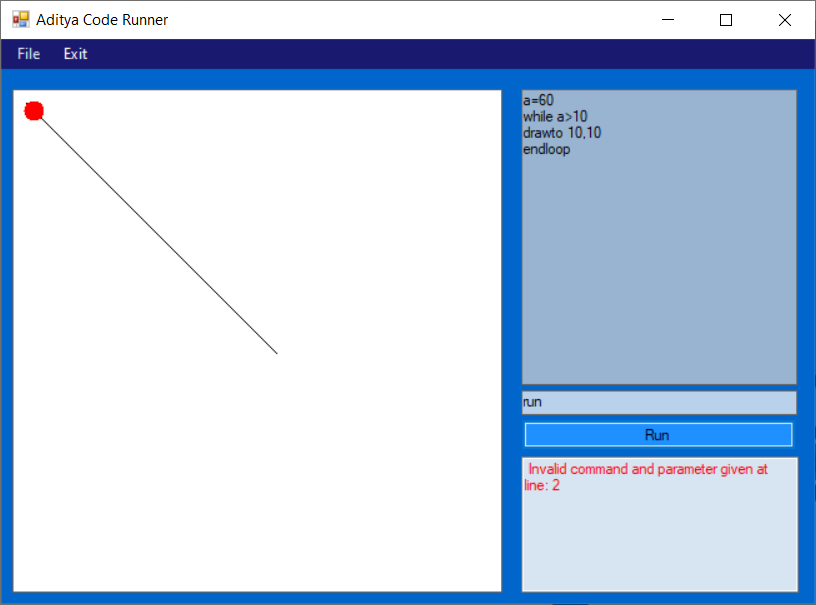 Aditya Code Runner
File Exit
a=60
while a>10
drawto 10,10
endloop
run
Run
Invalid command and parameter given at
line: 2